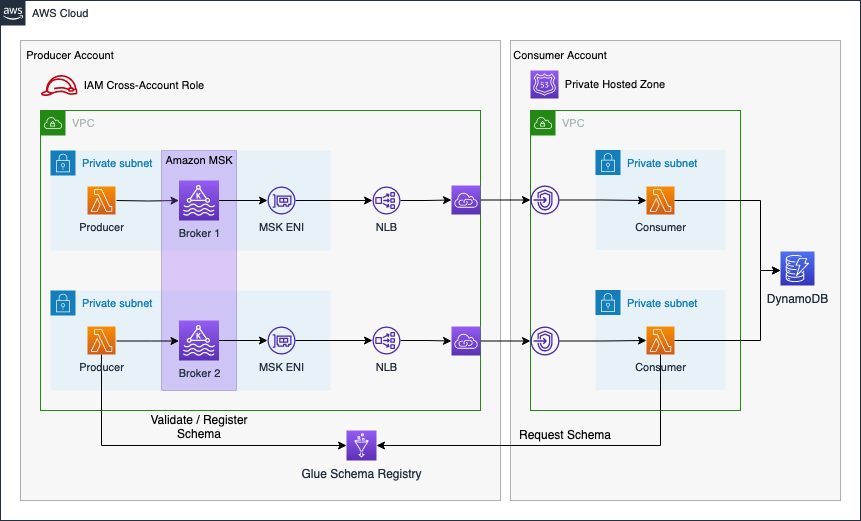 aws
AWS Cloud
Producer Account
IAM Cross-Account Role
VPC
Private subnet
Amazon MSK
Producer
Broker 1
MSK ENI
NLB
Private subnet
Producer
Broker 2
MSK ENI
NLB
Validate / Register
Schema
Glue Schema Registry
Consumer Account
53
Private Hosted Zone
VPC
Private subnet
Consumer
Private subnet
Consumer
DynamoDB
Request Schema